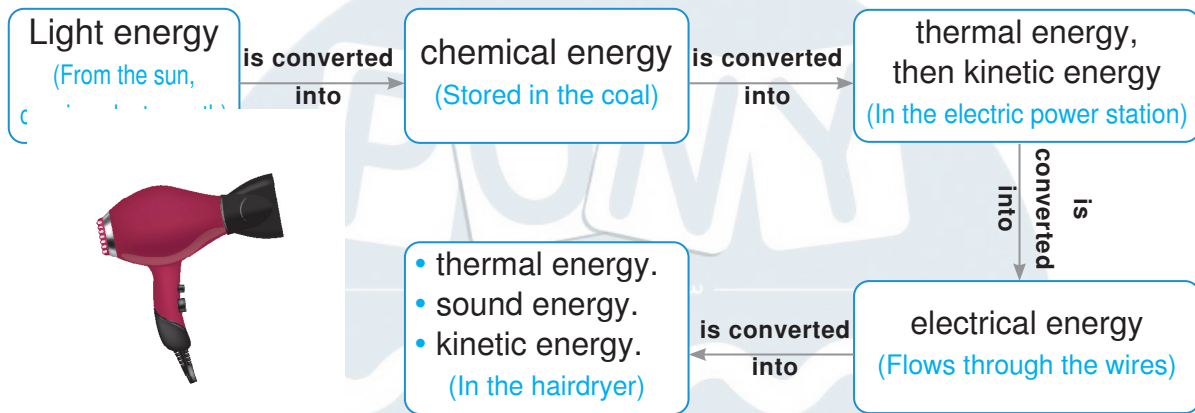 Light energy
(From the sun,
is converted
into
chemical energy
(Stored in the coal)
is converted
into
thermal energy,
then kinetic energy
(In the electric power station)
is
converted
into
electrical energy
(Flows through the wires)
is converted
into
• thermal energy.
• sound energy.
• kinetic energy.
(In the hairdryer)
PONY